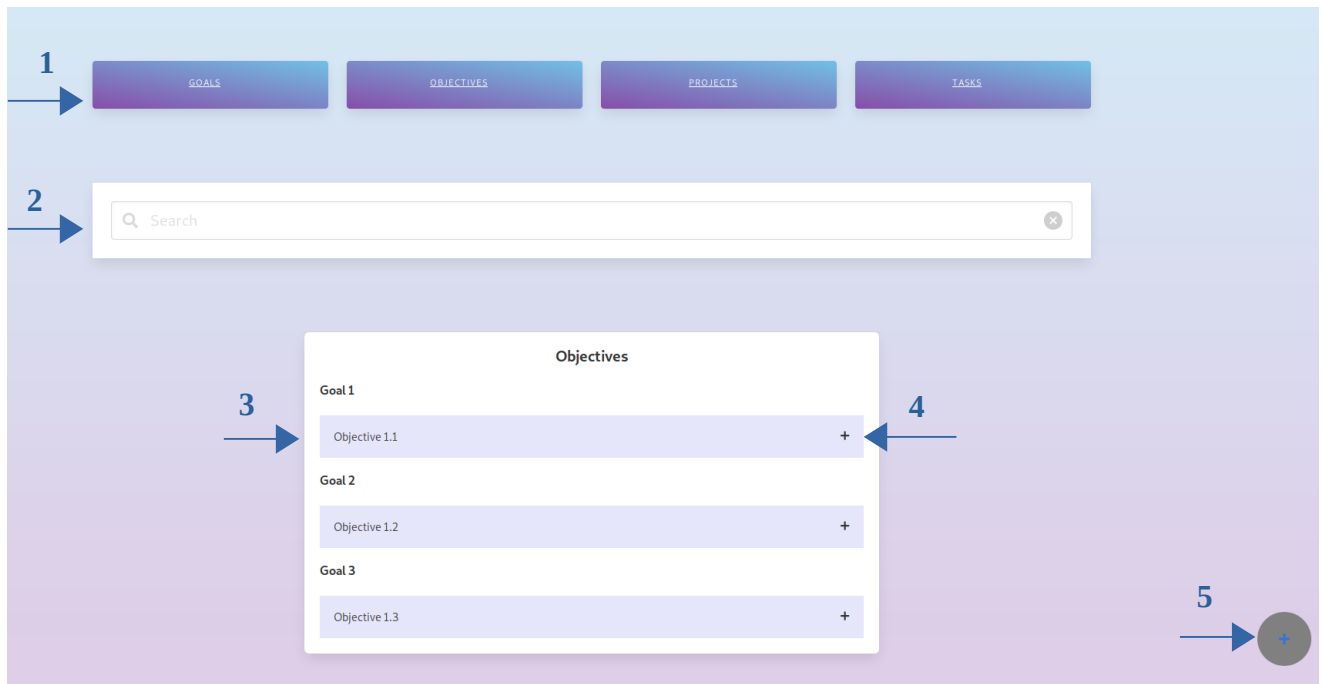 1
GOALS OBJECTIVES PROJECTS TASKS
2
Search
Objectives
Goal 1
3
4
Objective 1.1 +
Goal 2
Objective 1.2 +
Goal 3
5
Objective 1.3 +
+